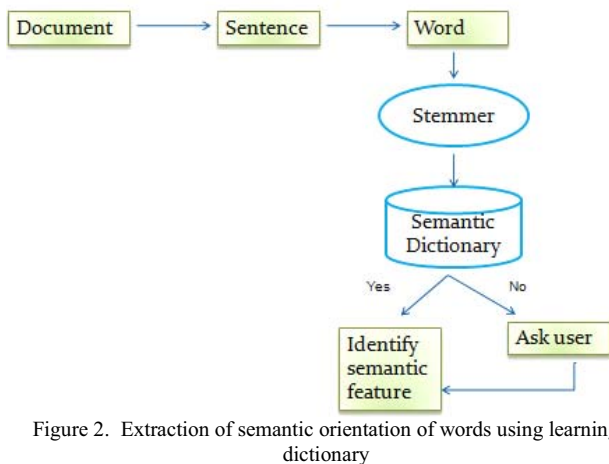 Document
Sentence
Word
Stemmer
Semantic
Dictionary
Yes
No
Identify
semantic
feature
Ask user
Figure 2. Extraction of semantic orientation of words using learnin
dictionary